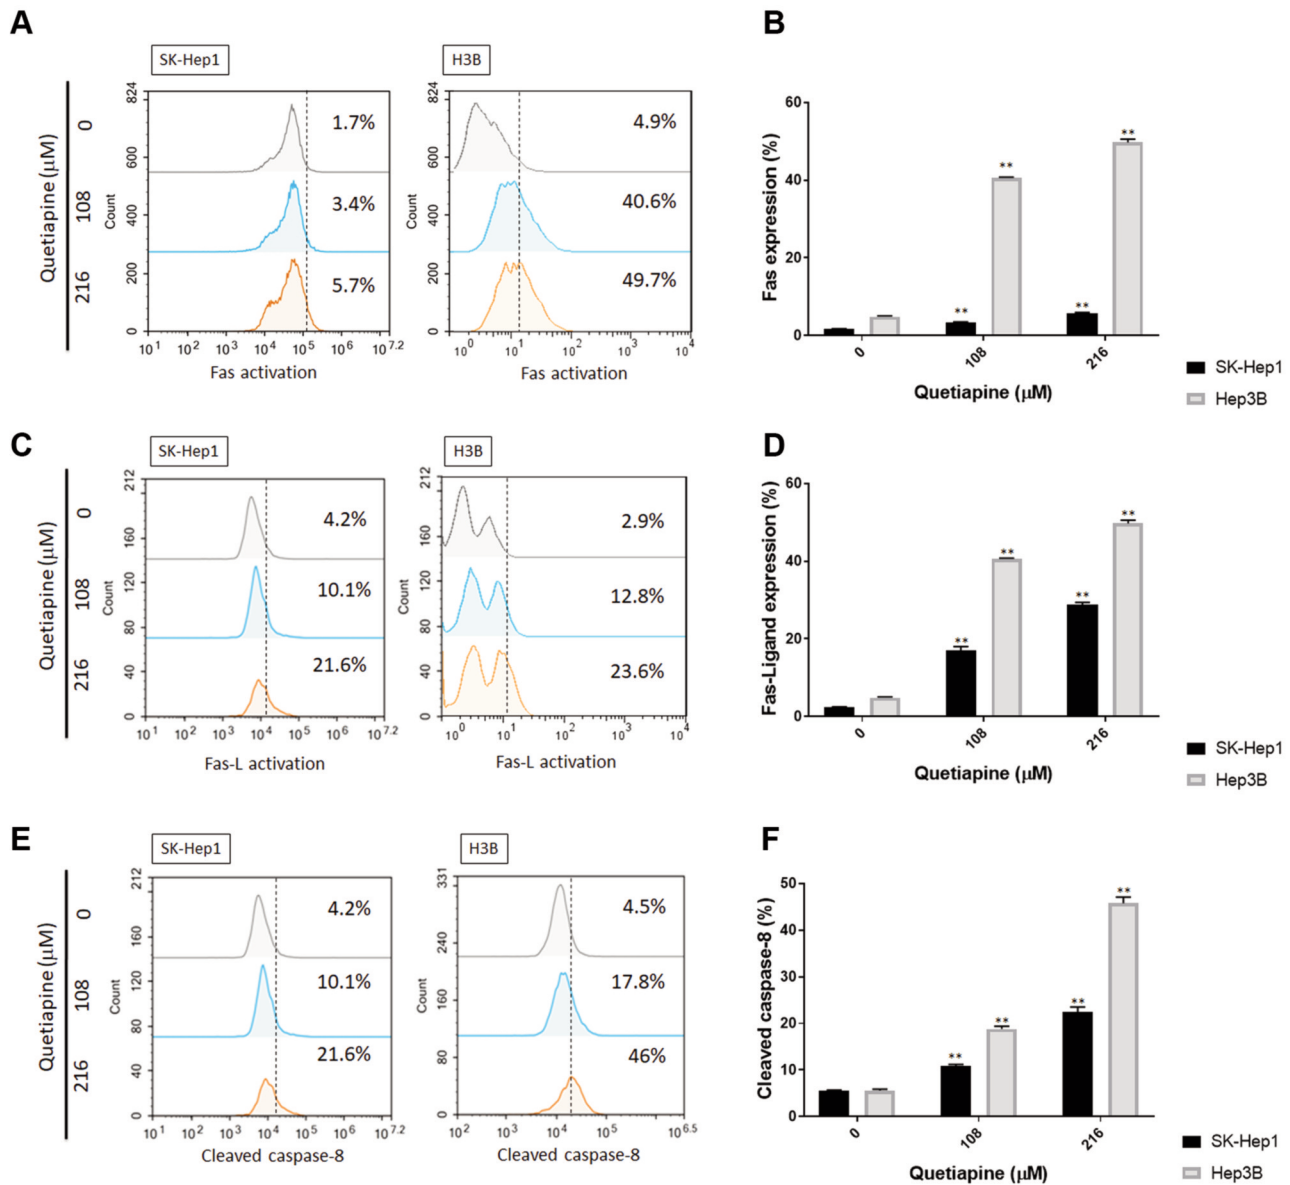 A
SK-Hep1
H3B
Quetiapine (μM)
0
108
216
824
600
400
200
0
Count
1.7%
3.4%
5.7%
10^1 10^2 10^3 10^4 10^5 10^6 10^7.2
Fas activation
824
600
400
200
0
Count
4.9%
40.6%
49.7%
10^0 10^1 10^2 10^3 10^4
Fas activation
B
Fas expression (%)
60
40
20
0
** ** ** **
0 108 216
Quetiapine (μM)
SK-Hep1
Hep3B
C
SK-Hep1
H3B
Quetiapine (μM)
0
108
216
212
160
120
80
40
0
Count
4.2%
10.1%
21.6%
10^1 10^2 10^3 10^4 10^5 10^6 10^7.2
Fas-L activation
212
160
120
80
40
0
Count
2.9%
12.8%
23.6%
10^0 10^1 10^2 10^3 10^4
Fas-L activation
D
Fas-Ligand expression (%)
60
40
20
0
** ** ** **
0 108 216
Quetiapine (μM)
SK-Hep1
Hep3B
E
SK-Hep1
H3B
Quetiapine (μM)
0
108
216
212
160
120
80
40
0
Count
4.2%
10.1%
21.6%
10^1 10^2 10^3 10^4 10^5 10^6 10^7.2
Cleaved caspase-8
331
240
160
80
0
Count
4.5%
17.8%
46%
10^2 10^3 10^4 10^5 10^6.5
Cleaved caspase-8
F
Cleaved caspase-8 (%)
50
40
30
20
10
0
** ** ** **
0 108 216
Quetiapine (μM)
SK-Hep1
Hep3B